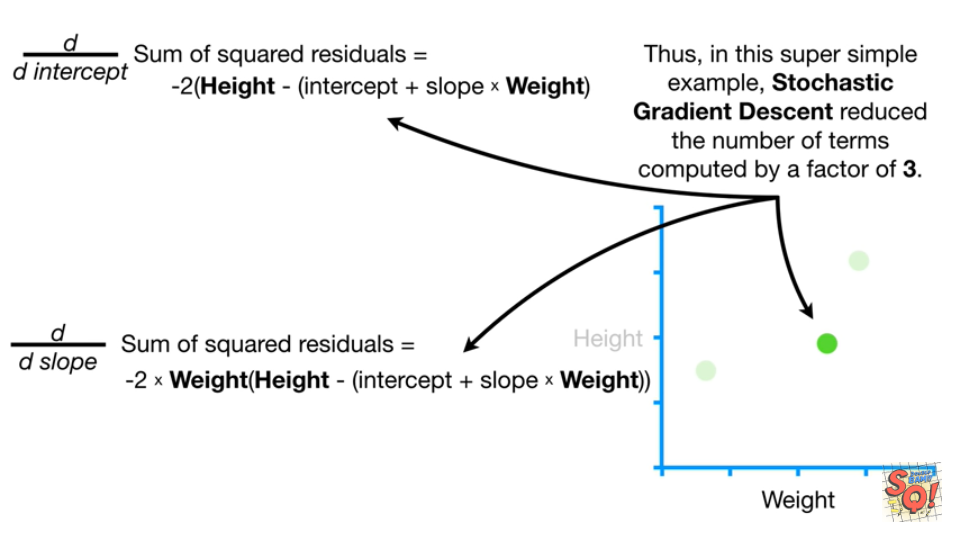 d
d intercept
Sum of squared residuals =
-2(Height - (intercept + slope × Weight)
Thus, in this super simple
example, Stochastic
Gradient Descent reduced
the number of terms
computed by a factor of 3.
Height
d
d slope
Sum of squared residuals =
-2 × Weight(Height - (intercept + slope × Weight))
Weight
SQ!